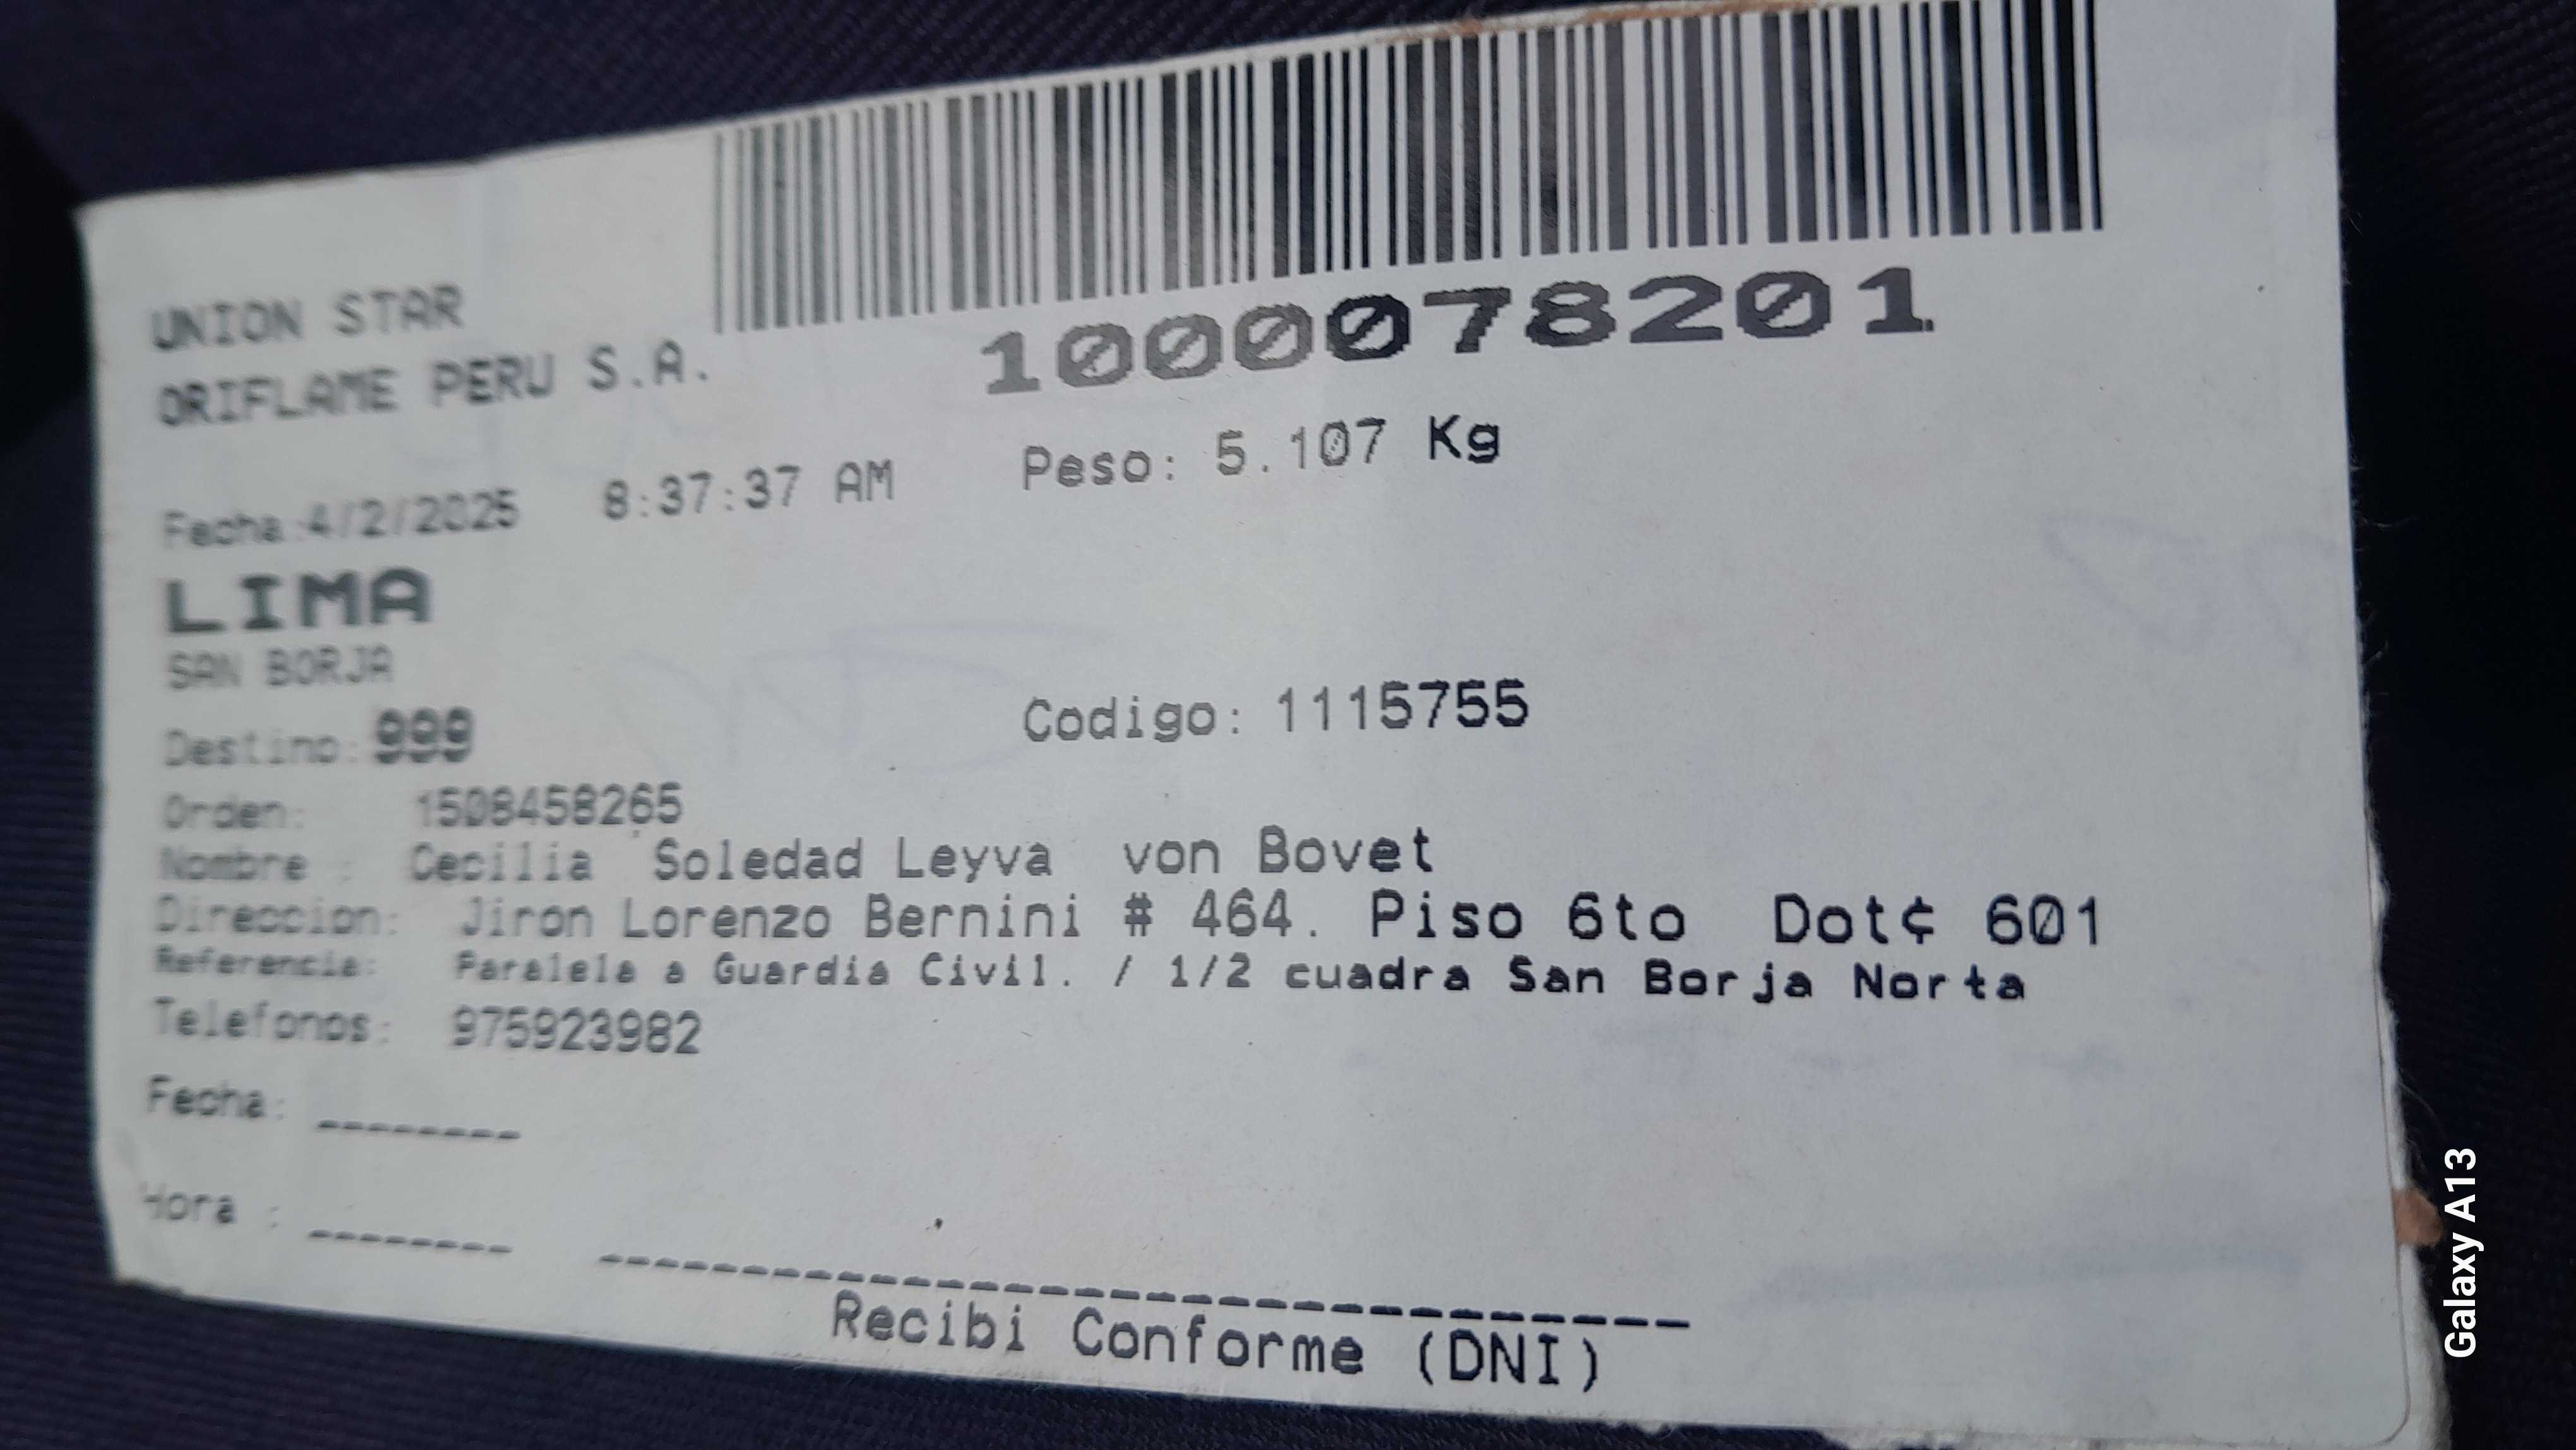 UNION STAR
ORIFLAME PERU S.A.
1000078201
Fecha:4/2/2025 8:37:37 AM Peso: 5.107 Kg
LIMA
SAN BORJA
Destino: 999 Codigo: 1115755
Orden: 1508458265
Nombre : Cecilia Soledad Leyva von Bovet
Direccion: Jiron Lorenzo Bernini # 464. Piso 6to Dot¢ 601
Referencia: Paralela a Guardia Civil. / 1/2 cuadra San Borja Norta
Telefonos: 975923982
Fecha: ________
Hora : ________
Recibi Conforme (DNI)
Galaxy A13